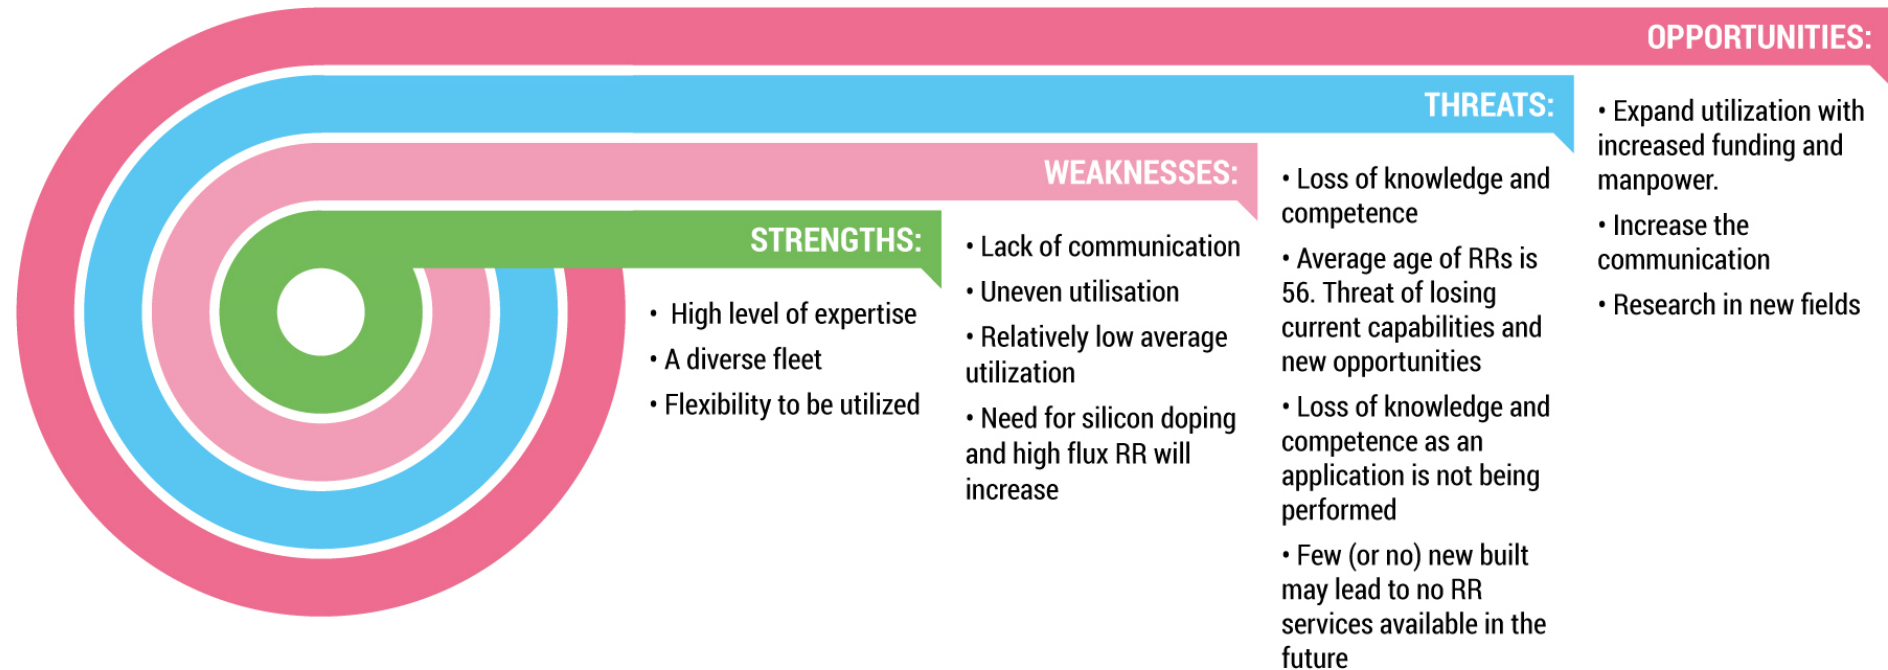 STRENGTHS:
• High level of expertise
• A diverse fleet
• Flexibility to be utilized
WEAKNESSES:
• Lack of communication
• Uneven utilisation
• Relatively low average
utilization
• Need for silicon doping
and high flux RR will
increase
THREATS:
• Loss of knowledge and
competence
• Average age of RRs is
56. Threat of losing
current capabilities and
new opportunities
• Loss of knowledge and
competence as an
application is not being
performed
• Few (or no) new built
may lead to no RR
services available in the
future
OPPORTUNITIES:
• Expand utilization with
increased funding and
manpower.
• Increase the
communication
• Research in new fields